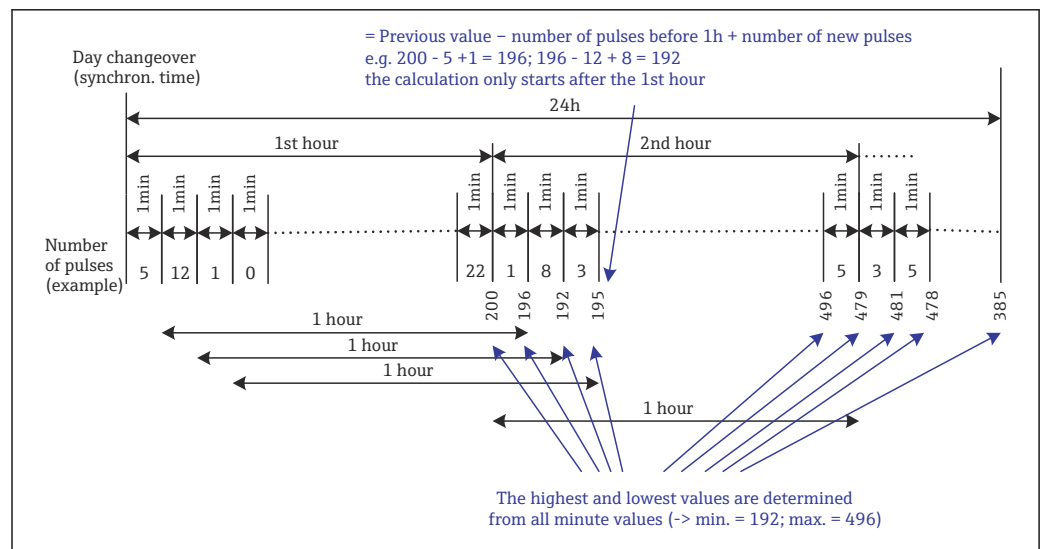 = Previous value – number of pulses before 1h + number of new pulses
e.g. 200 - 5 +1 = 196; 196 - 12 + 8 = 192
the calculation only starts after the 1st hour
Day changeover
(synchron. time)
24h
1st hour
2nd hour
1min 1min 1min 1min 1min 1min 1min 1min 1min 1min 1min
Number
of pulses
(example)
5 12 1 0 22 1 8 3 5 3 5
200 196 192 195 496 479 481 478 385
1 hour
1 hour
1 hour
1 hour
The highest and lowest values are determined
from all minute values (-> min. = 192; max. = 496)